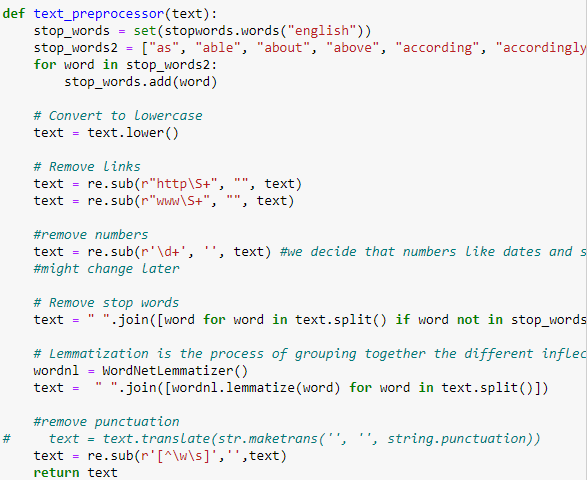 def text_preprocessor(text):
    stop_words = set(stopwords.words("english"))
    stop_words2 = ["as", "able", "about", "above", "according", "accordingly
    for word in stop_words2:
        stop_words.add(word)

    # Convert to lowercase
    text = text.lower()

    # Remove links
    text = re.sub(r"http\S+", "", text)
    text = re.sub(r"www\S+", "", text)

    #remove numbers
    text = re.sub(r'\d+', '', text) #we decide that numbers like dates and s
    #might change later

    # Remove stop words
    text = " ".join([word for word in text.split() if word not in stop_words

    # Lemmatization is the process of grouping together the different inflec
    wordnl = WordNetLemmatizer()
    text =  " ".join([wordnl.lemmatize(word) for word in text.split()])

    #remove punctuation
#     text = text.translate(str.maketrans('', '', string.punctuation))
    text = re.sub(r'[^\w\s]','',text)
    return text